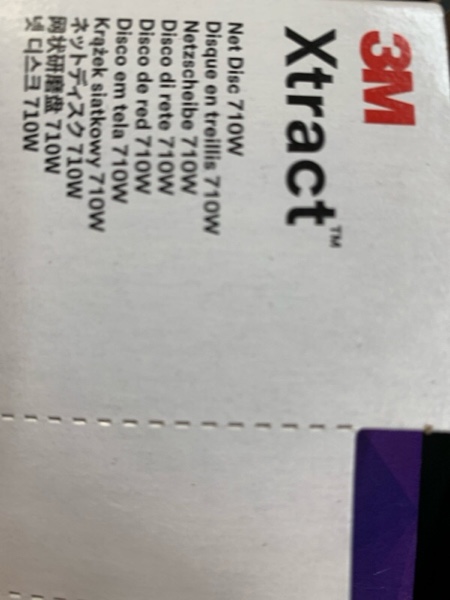 3M
Xtract™
Net Disc 710W
Disque en treillis 710W
Netzscheibe 710W
Disco di rete 710W
Disco de red 710W
Disco em tela 710W
Krążek siatkowy 710W
ネットディスク 710W
网状研磨盘 710W
넷 디스크 710W